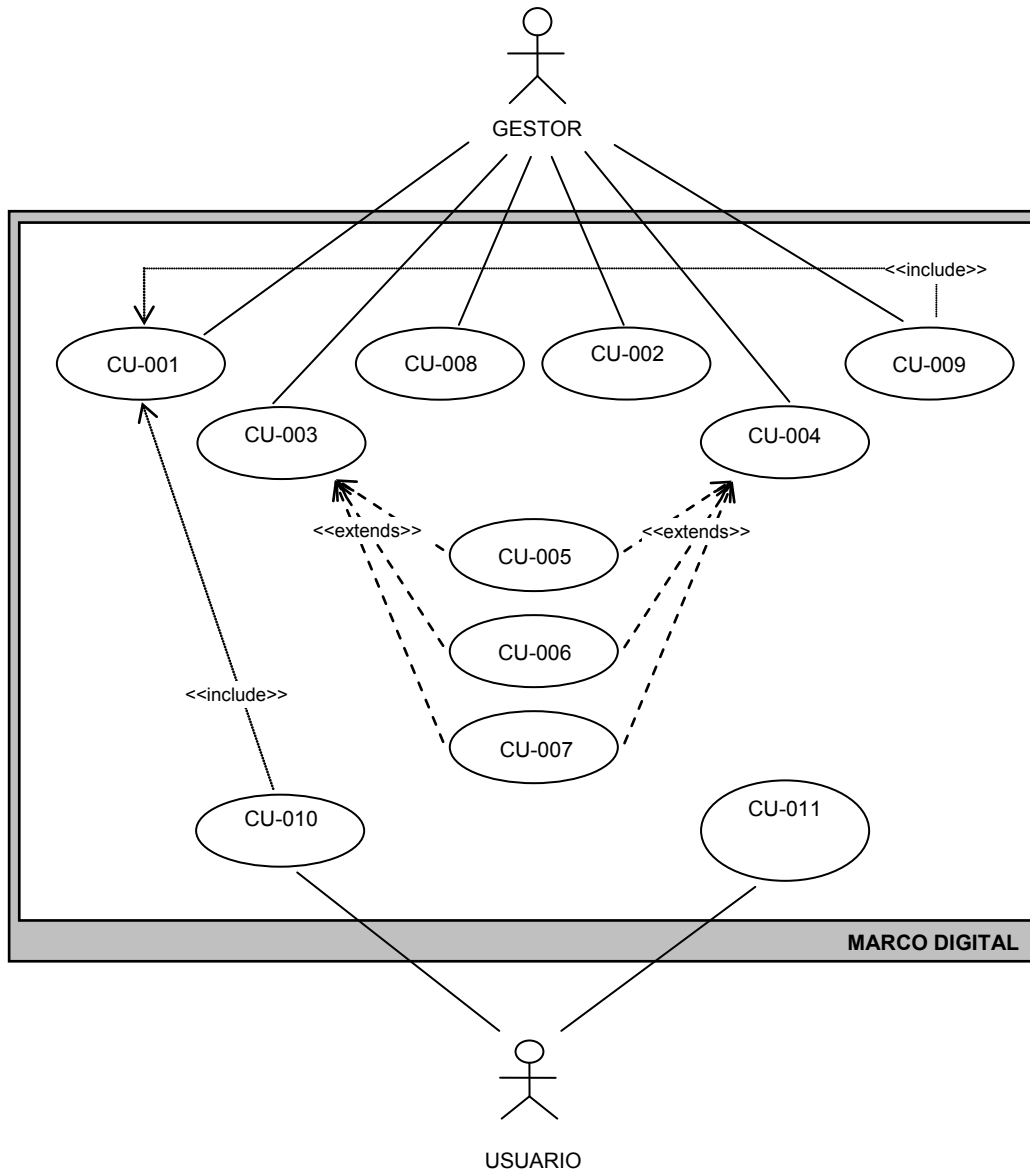 GESTOR
<<include>>
CU-001
CU-008
CU-002
CU-009
CU-003
CU-004
<<extends>>
<<extends>>
CU-005
CU-006
<<include>>
CU-007
CU-010
CU-011
MARCO DIGITAL
USUARIO